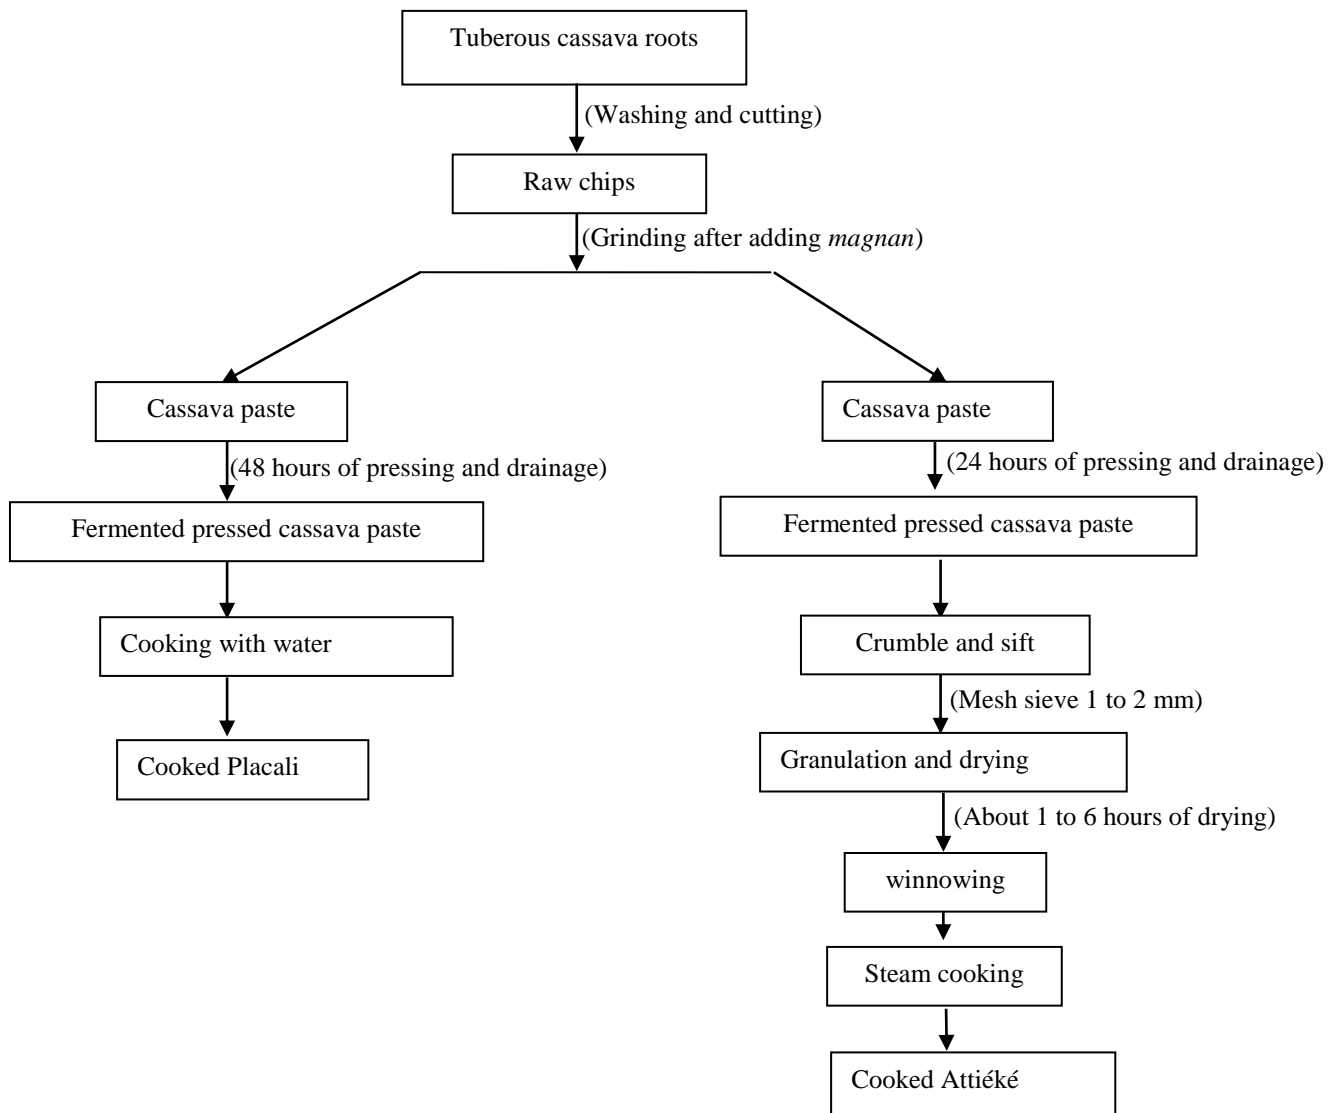 Tuberous cassava roots
(Washing and cutting)
Raw chips
(Grinding after adding magnan)
Cassava paste
(48 hours of pressing and drainage)
Fermented pressed cassava paste
Cooking with water
Cooked Placali
Cassava paste
(24 hours of pressing and drainage)
Fermented pressed cassava paste
Crumble and sift
(Mesh sieve 1 to 2 mm)
Granulation and drying
(About 1 to 6 hours of drying)
winnowing
Steam cooking
Cooked Attiéké